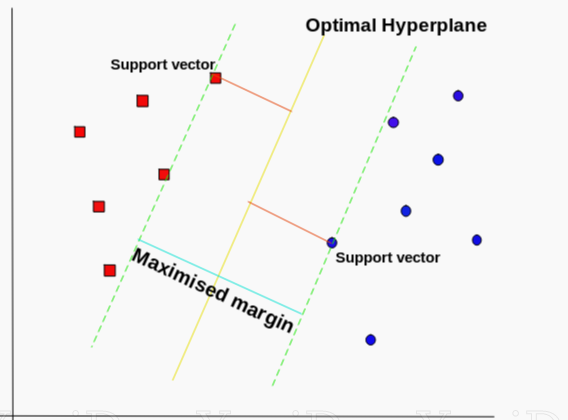 Optimal Hyperplane
Support vector
Support vector
Maximised margin